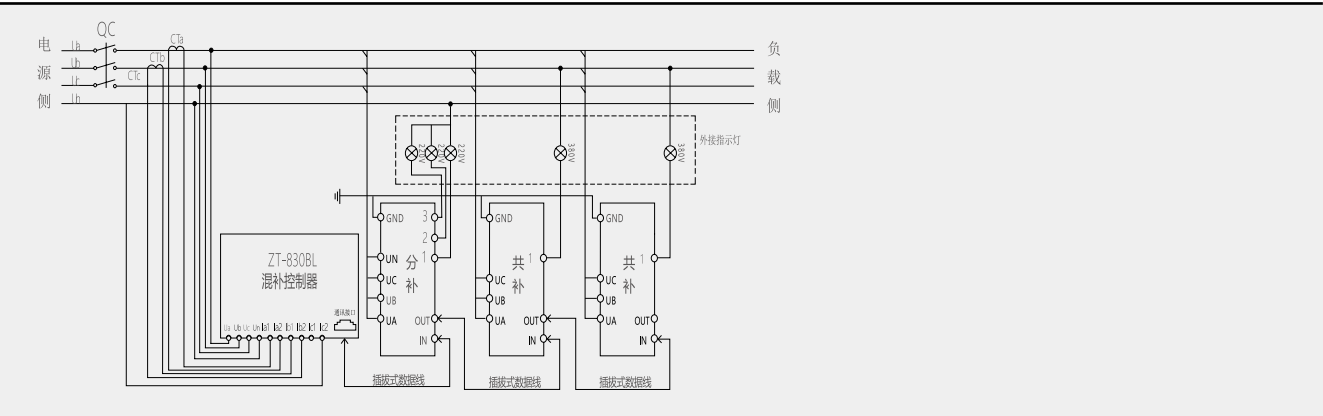 电 源 侧
QC
Ua
Ub
Uc
Un
CTa
CTb
CTc
负 载 侧
220V
220V
220V
380V
380V
外接指示灯
ZT-830BL
混补控制器
通讯接口
Ua Ub Uc Un Ia1 Ia2 Ib1 Ib2 Ic1 Ic2
GND
UN
UC
UB
UA
分补
3
2
1
OUT
IN
GND
UC
UB
UA
共补
1
OUT
IN
GND
UC
UB
UA
共补
1
OUT
IN
插拔式数据线
插拔式数据线
插拔式数据线